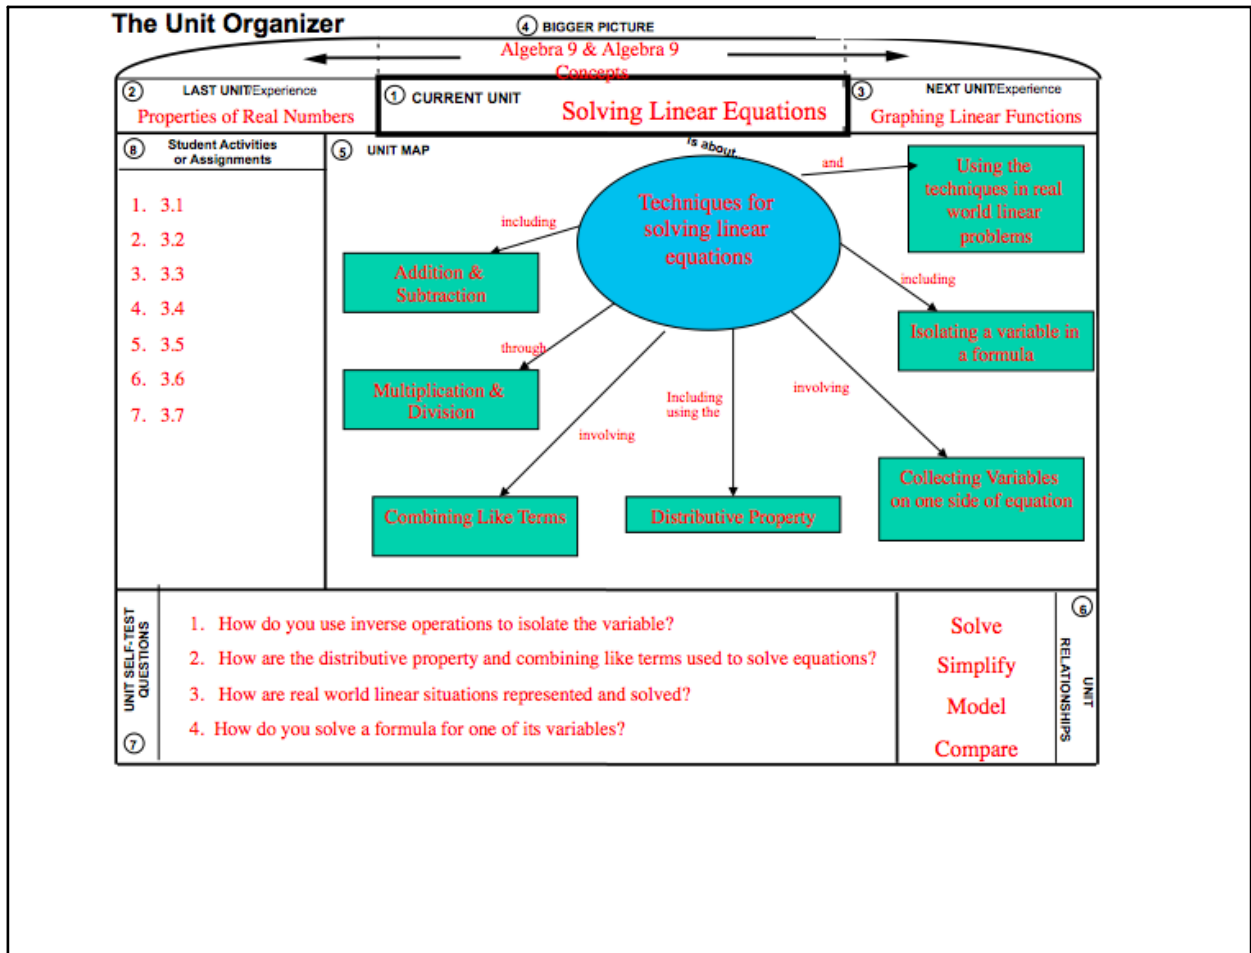 The Unit Organizer
4 BIGGER PICTURE
Algebra 9 & Algebra 9
Concepts
2 LAST UNIT/Experience
Properties of Real Numbers
1 CURRENT UNIT
Solving Linear Equations
3 NEXT UNIT/Experience
Graphing Linear Functions
8 Student Activities
or Assignments
1. 3.1
2. 3.2
3. 3.3
4. 3.4
5. 3.5
6. 3.6
7. 3.7
5 UNIT MAP
is about...
Techniques for
solving linear
equations
and
Using the
techniques in real
world linear
problems
including
Addition &
Subtraction
including
Isolating a variable in
a formula
through
Multiplication &
Division
involving
Combining Like Terms
Including
using the
Distributive Property
involving
Collecting Variables
on one side of equation
UNIT SELF-TEST
QUESTIONS
7
1. How do you use inverse operations to isolate the variable?
2. How are the distributive property and combining like terms used to solve equations?
3. How are real world linear situations represented and solved?
4. How do you solve a formula for one of its variables?
Solve
Simplify
Model
Compare
6
UNIT
RELATIONSHIPS